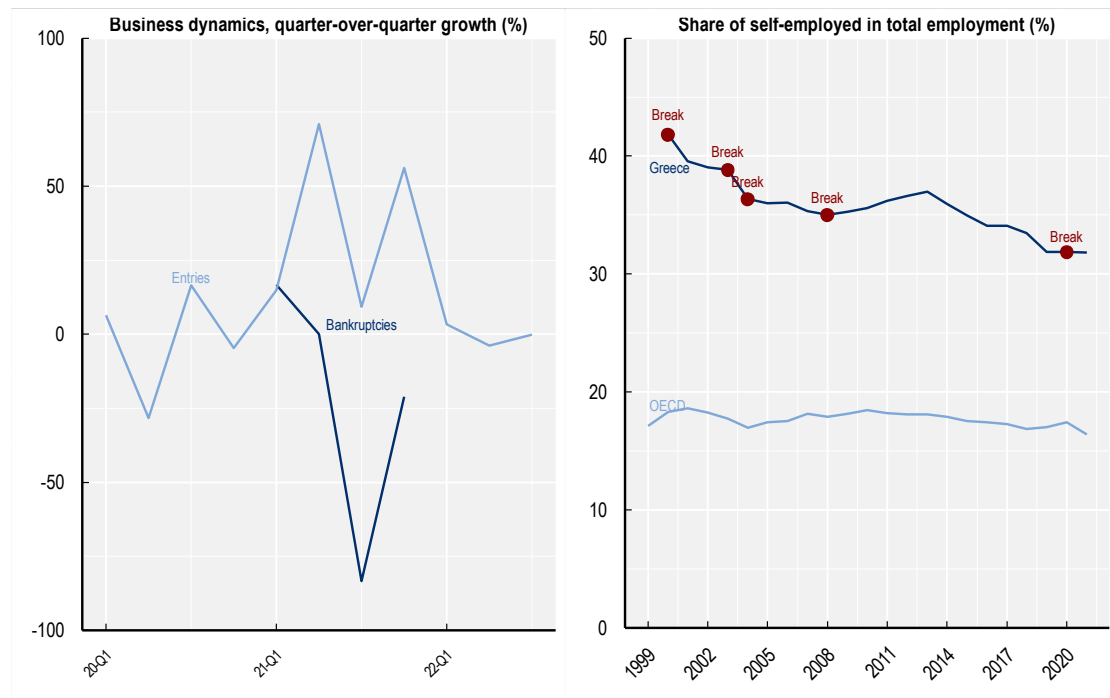 Business dynamics, quarter-over-quarter growth (%)
100
50
0
-50
-100
Entries
Bankruptcies
20-Q1
21-Q1
22-Q1
Share of self-employed in total employment (%)
50
40
30
20
10
0
Break
Break
Break
Break
Break
Greece
OECD
1999
2002
2005
2008
2011
2014
2017
2020